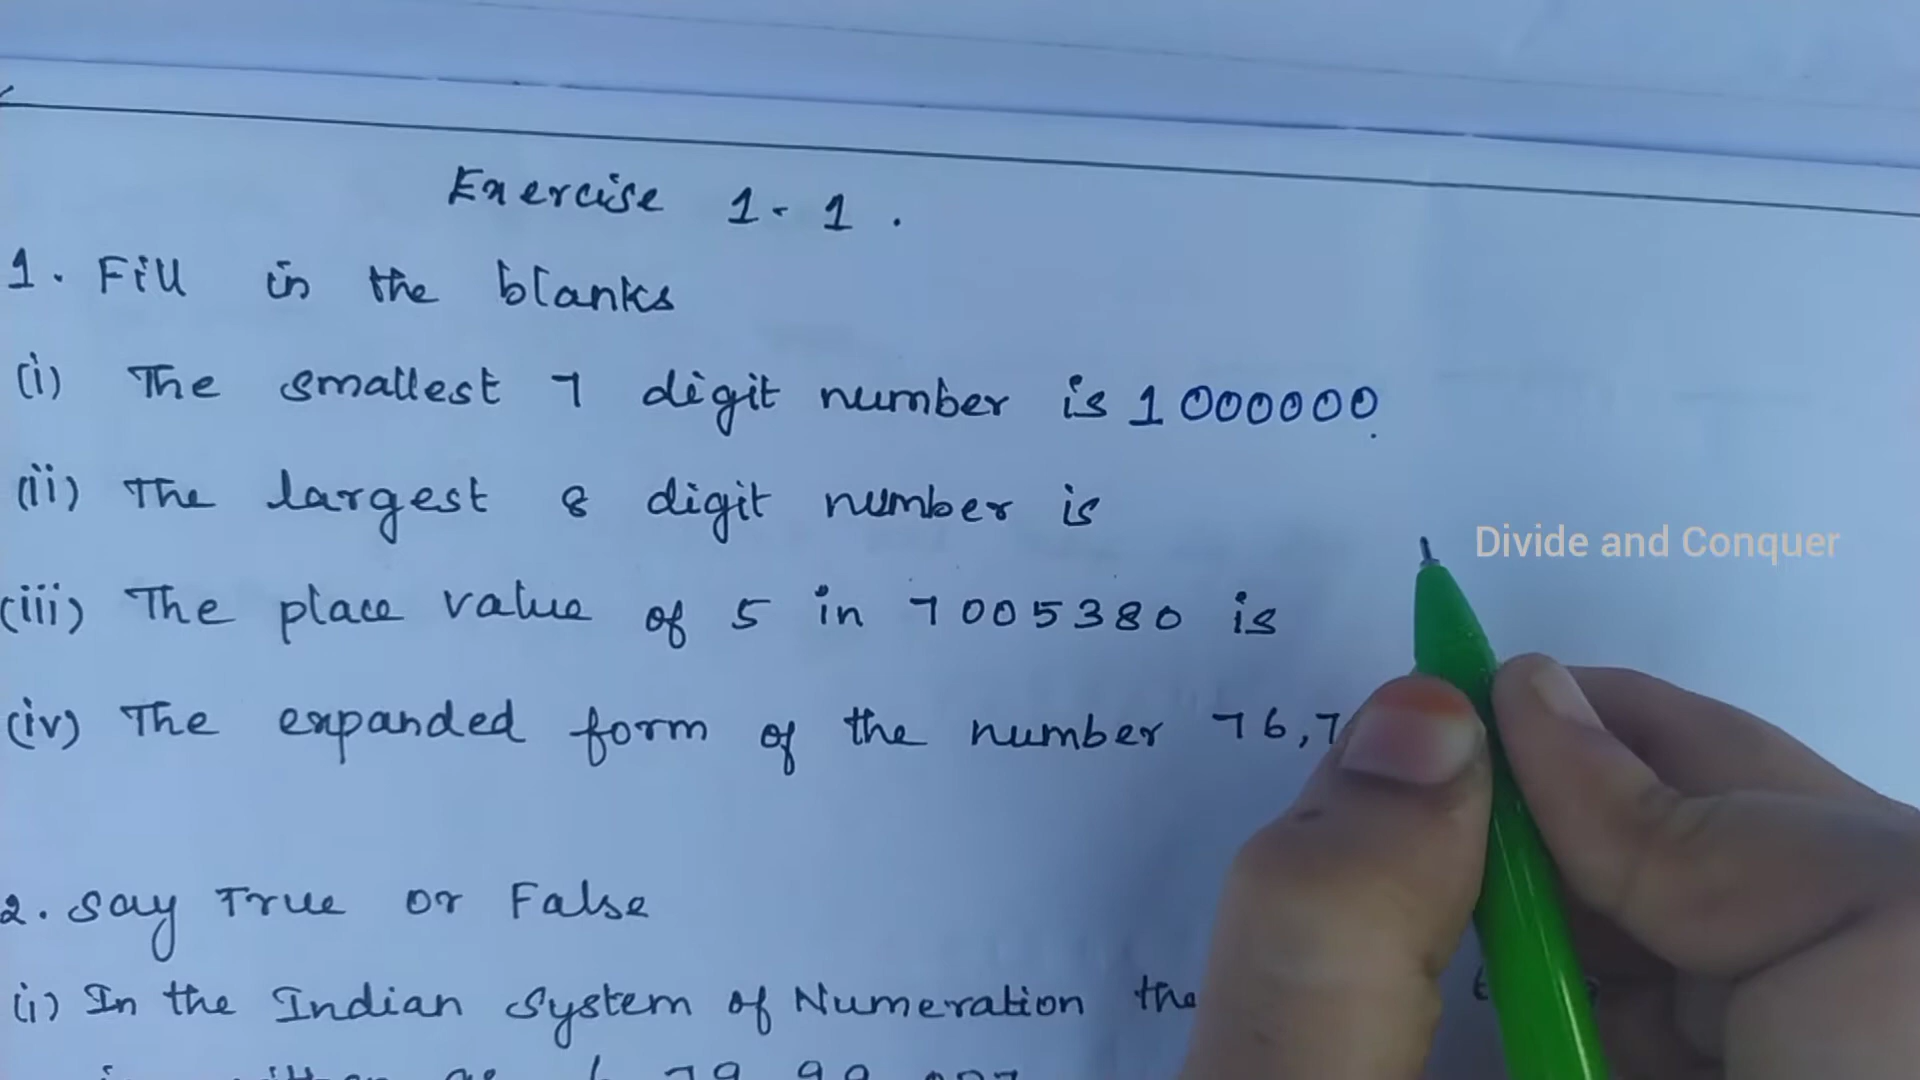 Exercise 1.1.
1. Fill in the blanks
(i) The smallest 7 digit number is 1000000.
(ii) The largest 8 digit number is
Divide and Conquer
(iii) The place value of 5 in 7005380 is
(iv) The expanded form of the number 76,7
2. Say True or False
(i) In the Indian System of Numeration the